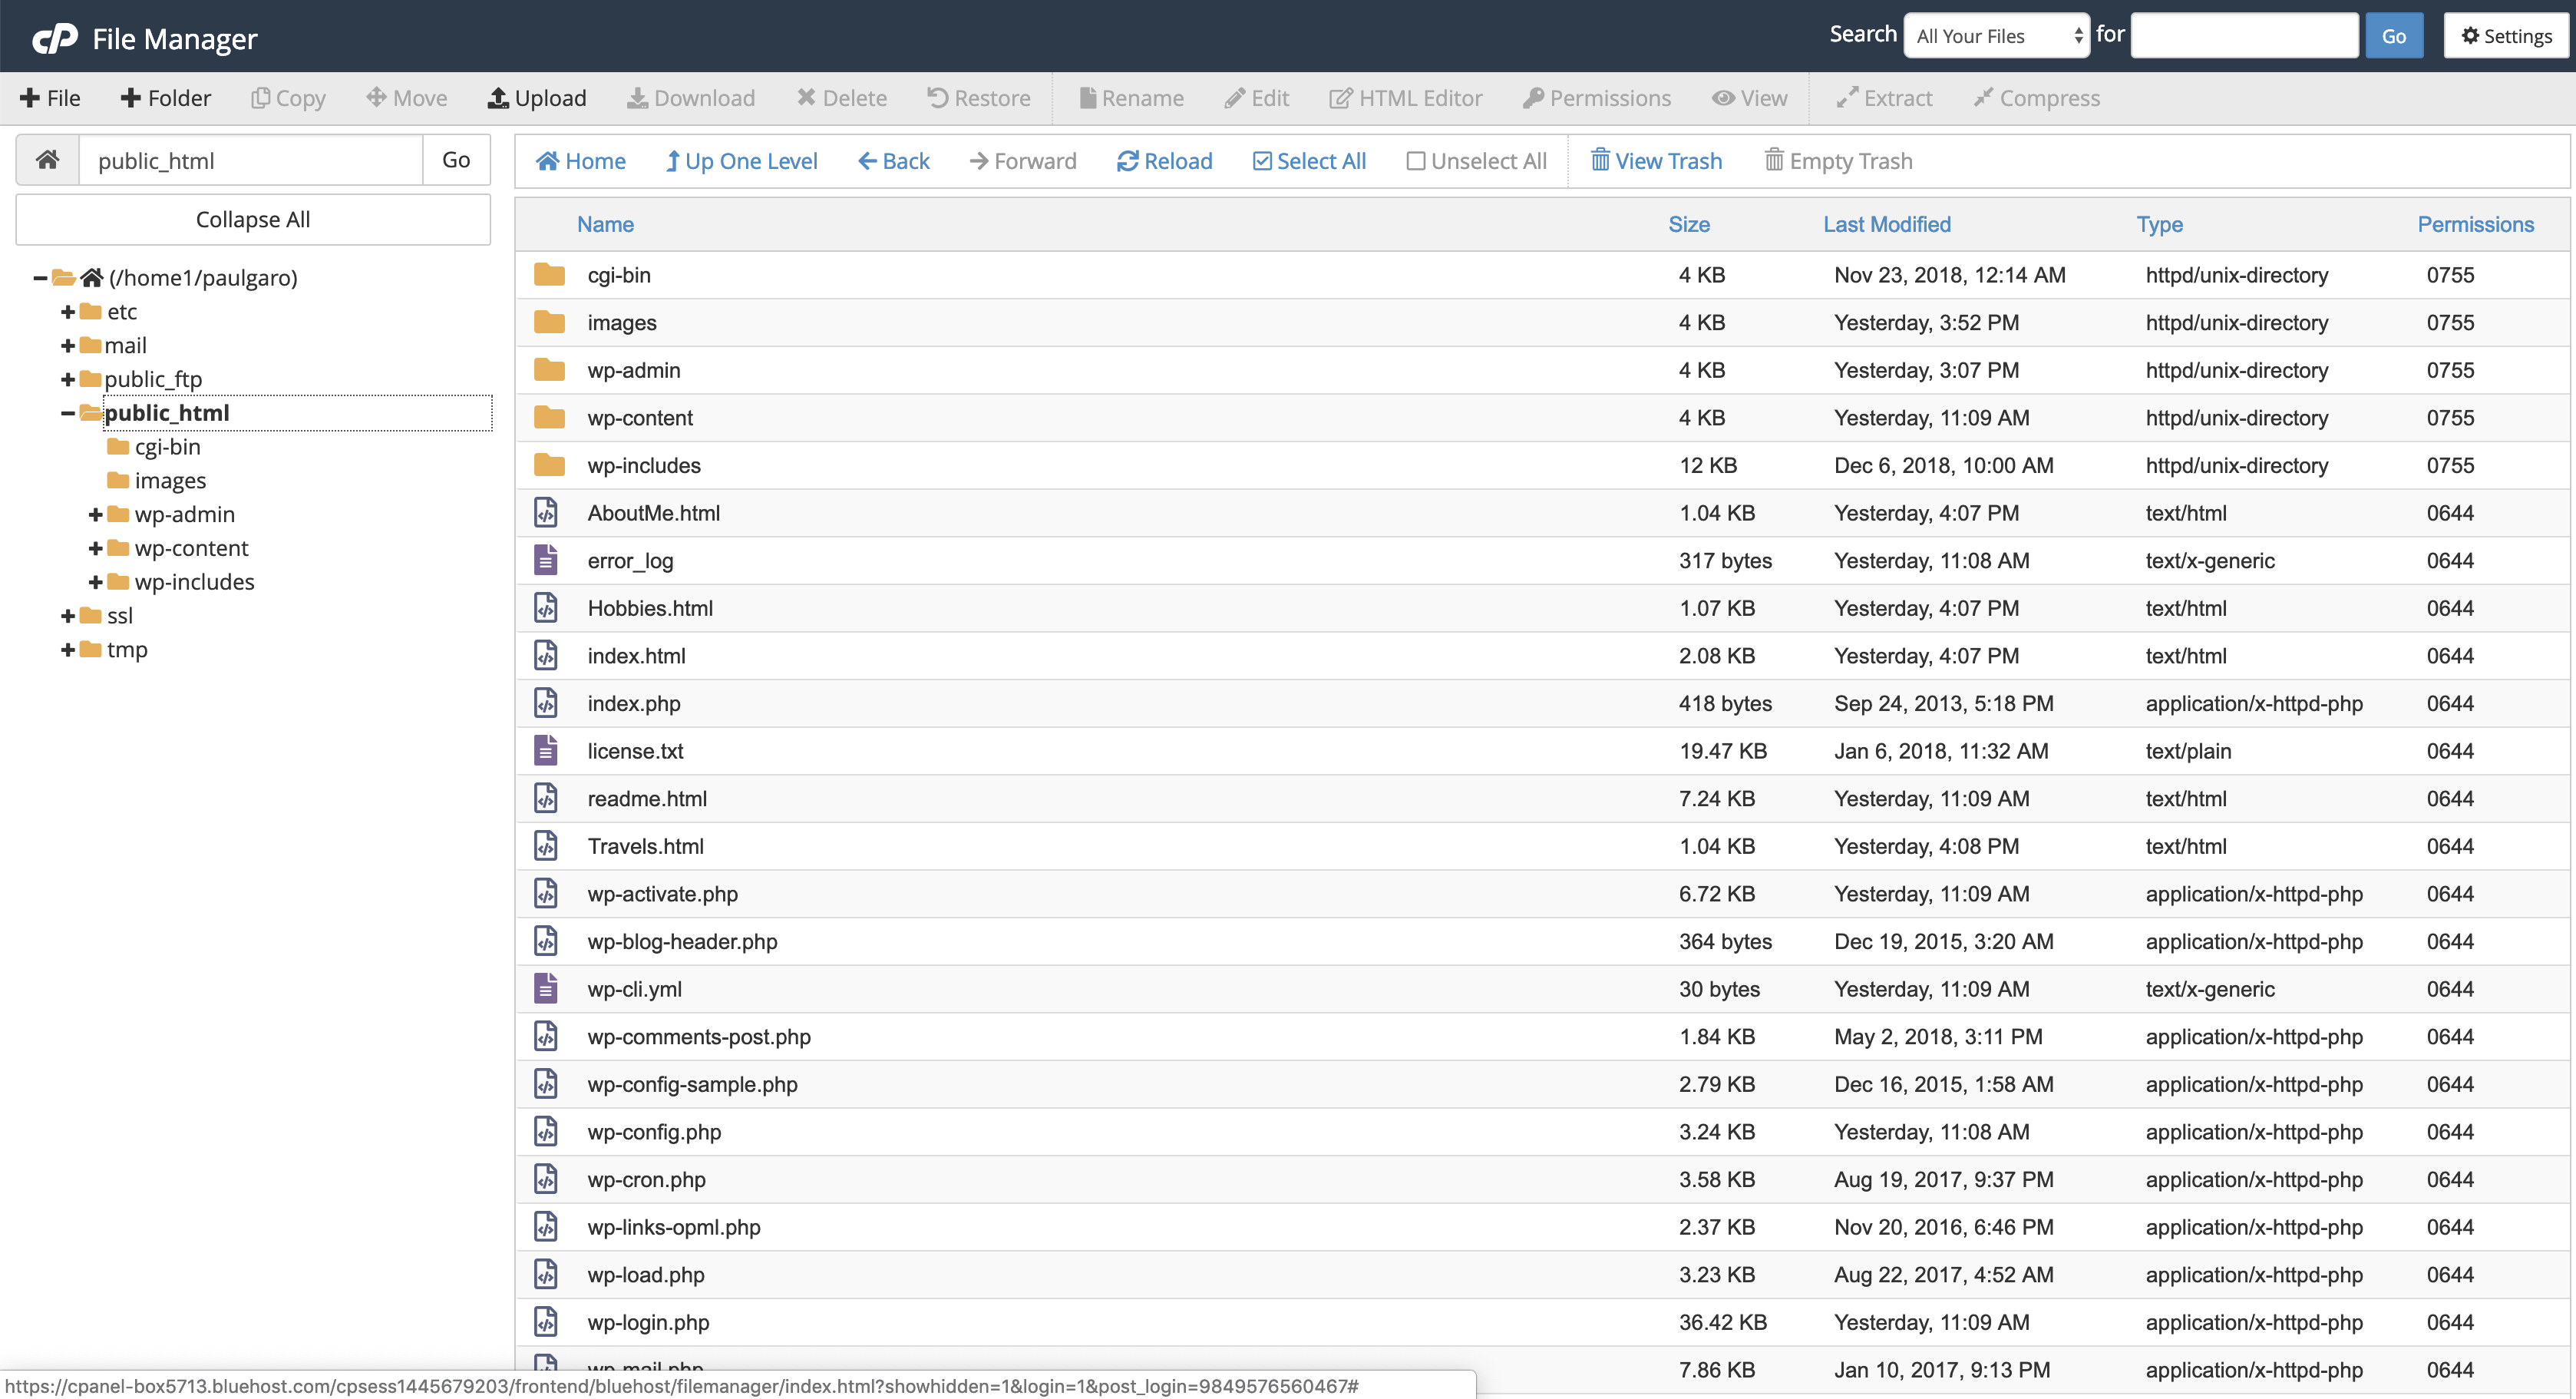 cP File Manager Search All Your Files for Go Settings
File Folder Copy Move Upload Download Delete Restore Rename Edit HTML Editor Permissions View Extract Compress
public_html Go
Collapse All
(/home1/paulgaro)
etc
mail
public_ftp
public_html
cgi-bin
images
wp-admin
wp-content
wp-includes
ssl
tmp
Home Up One Level Back Forward Reload Select All Unselect All View Trash Empty Trash
Name Size Last Modified Type Permissions
cgi-bin 4 KB Nov 23, 2018, 12:14 AM httpd/unix-directory 0755
images 4 KB Yesterday, 3:52 PM httpd/unix-directory 0755
wp-admin 4 KB Yesterday, 3:07 PM httpd/unix-directory 0755
wp-content 4 KB Yesterday, 11:09 AM httpd/unix-directory 0755
wp-includes 12 KB Dec 6, 2018, 10:00 AM httpd/unix-directory 0755
AboutMe.html 1.04 KB Yesterday, 4:07 PM text/html 0644
error_log 317 bytes Yesterday, 11:08 AM text/x-generic 0644
Hobbies.html 1.07 KB Yesterday, 4:07 PM text/html 0644
index.html 2.08 KB Yesterday, 4:07 PM text/html 0644
index.php 418 bytes Sep 24, 2013, 5:18 PM application/x-httpd-php 0644
license.txt 19.47 KB Jan 6, 2018, 11:32 AM text/plain 0644
readme.html 7.24 KB Yesterday, 11:09 AM text/html 0644
Travels.html 1.04 KB Yesterday, 4:08 PM text/html 0644
wp-activate.php 6.72 KB Yesterday, 11:09 AM application/x-httpd-php 0644
wp-blog-header.php 364 bytes Dec 19, 2015, 3:20 AM application/x-httpd-php 0644
wp-cli.yml 30 bytes Yesterday, 11:09 AM text/x-generic 0644
wp-comments-post.php 1.84 KB May 2, 2018, 3:11 PM application/x-httpd-php 0644
wp-config-sample.php 2.79 KB Dec 16, 2015, 1:58 AM application/x-httpd-php 0644
wp-config.php 3.24 KB Yesterday, 11:08 AM application/x-httpd-php 0644
wp-cron.php 3.58 KB Aug 19, 2017, 9:37 PM application/x-httpd-php 0644
wp-links-opml.php 2.37 KB Nov 20, 2016, 6:46 PM application/x-httpd-php 0644
wp-load.php 3.23 KB Aug 22, 2017, 4:52 AM application/x-httpd-php 0644
wp-login.php 36.42 KB Yesterday, 11:09 AM application/x-httpd-php 0644
wp-mail.php 7.86 KB Jan 10, 2017, 9:13 PM application/x-httpd-php 0644
https://cpanel-box5713.bluehost.com/cpsess1445679203/frontend/bluehost/filemanager/index.html?showhidden=1&login=1&post_login=9849576560467#